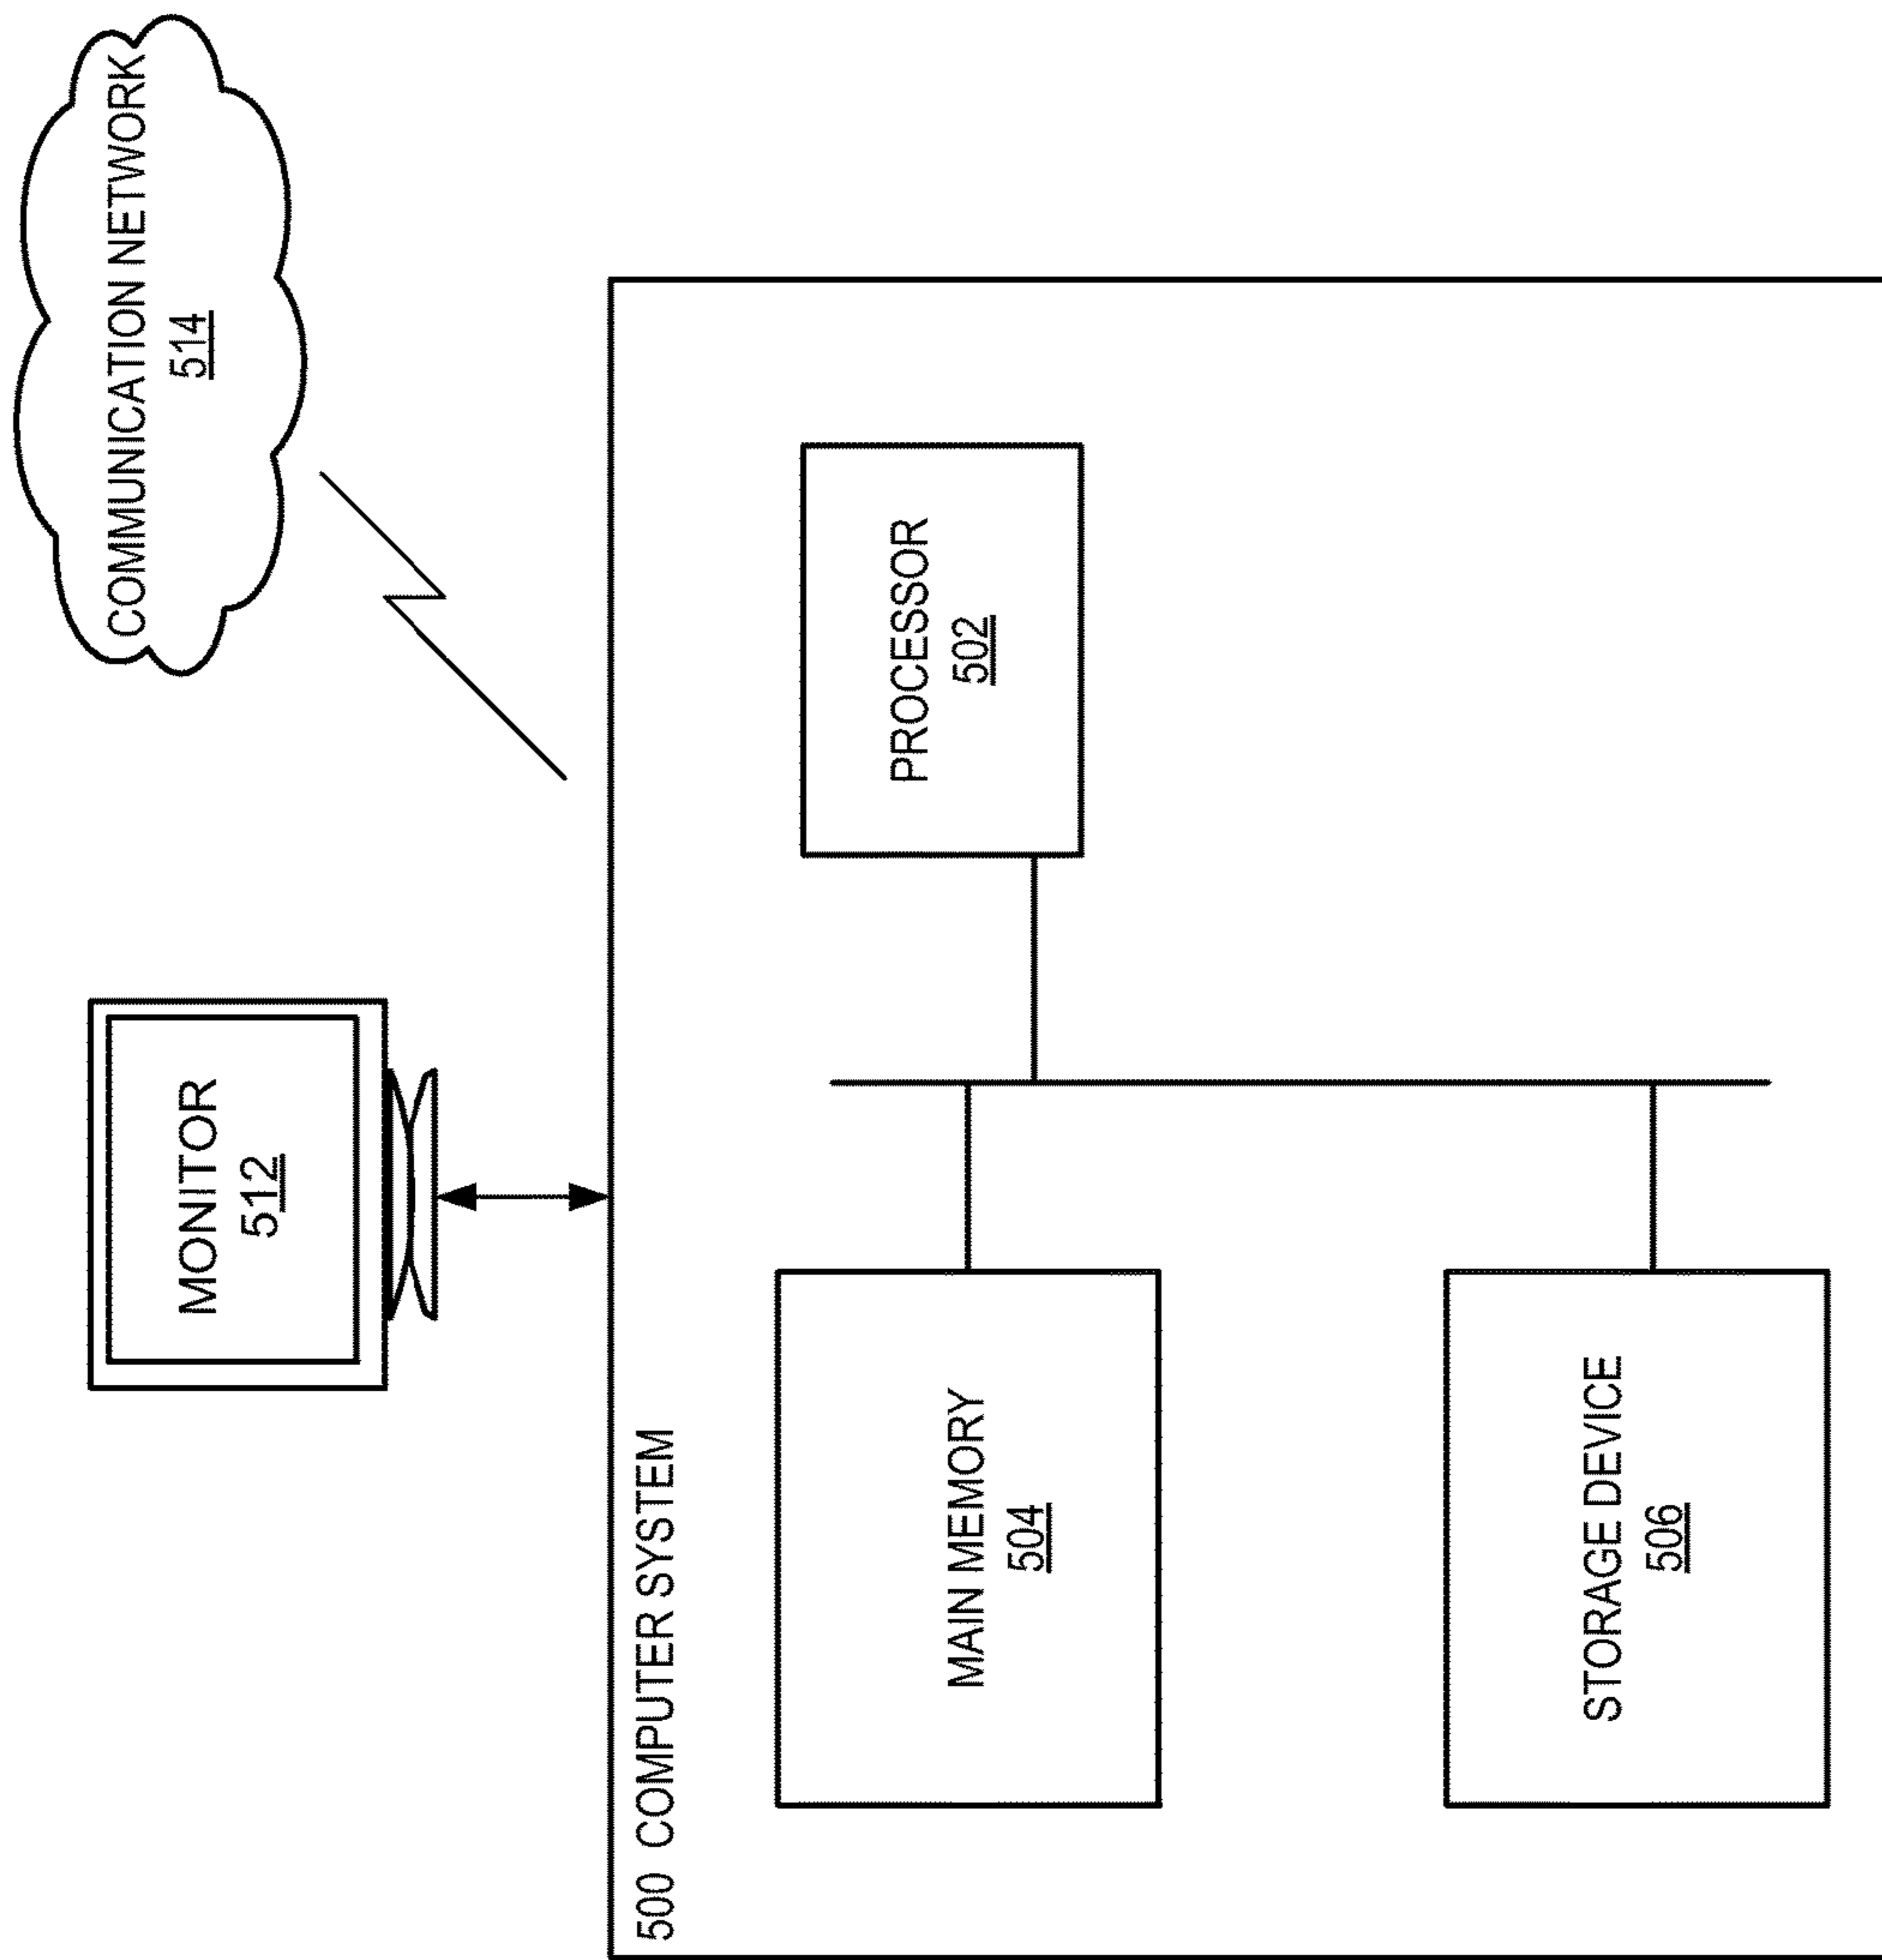 MONITOR
512
COMMUNICATION NETWORK
514
500 COMPUTER SYSTEM
MAIN MEMORY
504
PROCESSOR
502
STORAGE DEVICE
506